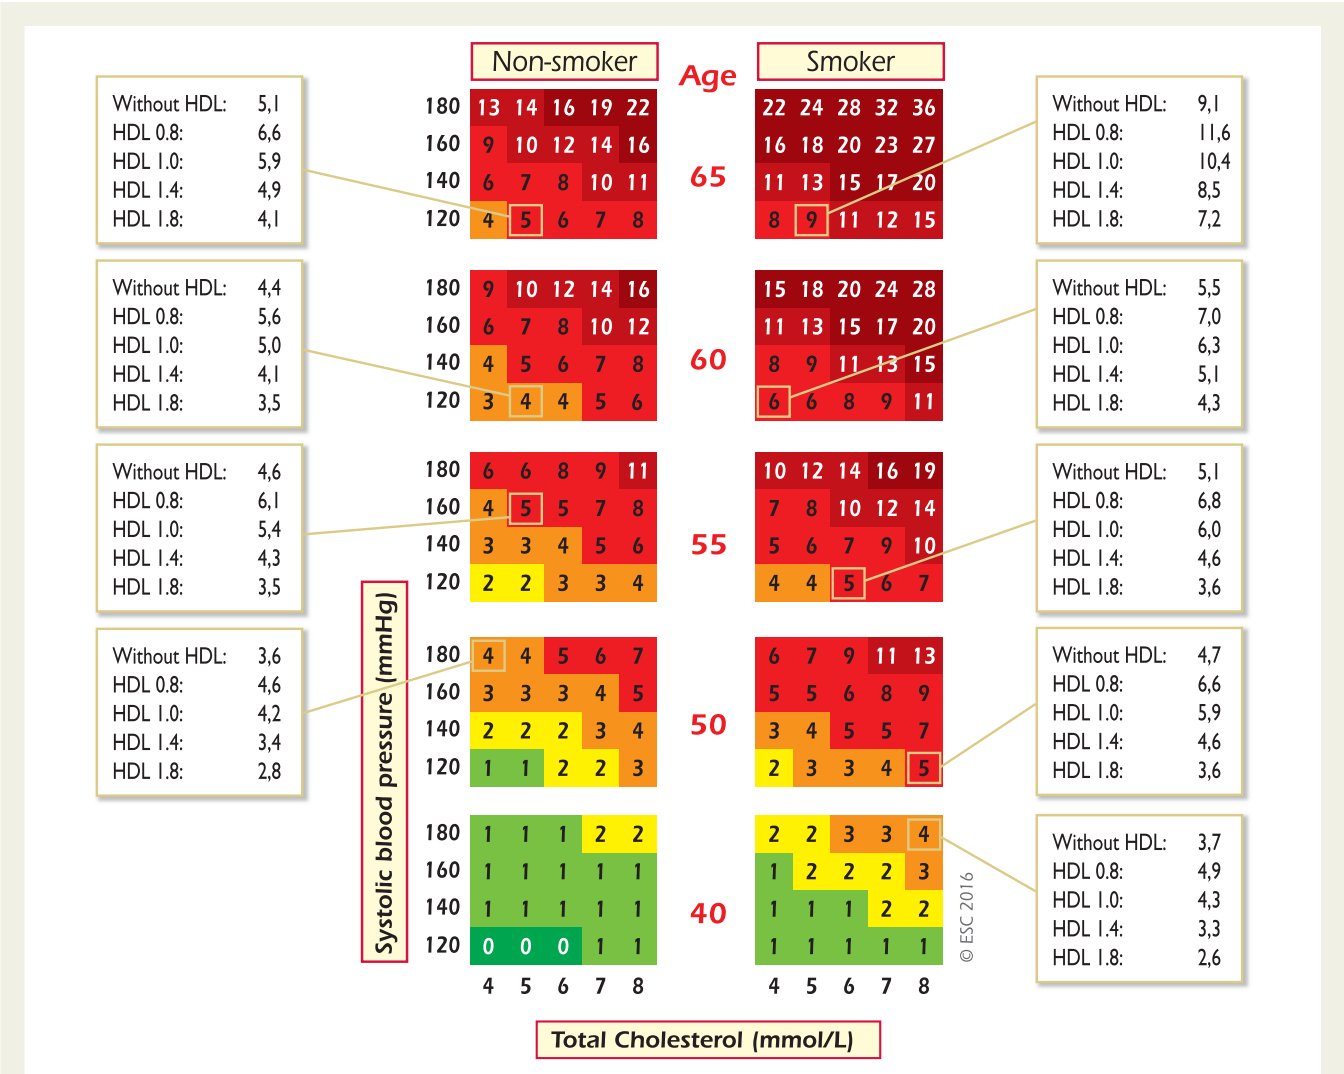 Non-smoker Age Smoker
Without HDL: 5,1
HDL 0.8: 6,6
HDL 1.0: 5,9
HDL 1.4: 4,9
HDL 1.8: 4,1
180 13 14 16 19 22 22 24 28 32 36
160 9 10 12 14 16 16 18 20 23 27
140 6 7 8 10 11 65 11 13 15 17 20
120 4 5 6 7 8 8 9 11 12 15
Without HDL: 9,1
HDL 0.8: 11,6
HDL 1.0: 10,4
HDL 1.4: 8,5
HDL 1.8: 7,2
Without HDL: 4,4
HDL 0.8: 5,6
HDL 1.0: 5,0
HDL 1.4: 4,1
HDL 1.8: 3,5
180 9 10 12 14 16 15 18 20 24 28
160 6 7 8 10 12 11 13 15 17 20
140 4 5 6 7 8 60 8 9 11 13 15
120 3 4 4 5 6 6 6 8 9 11
Without HDL: 5,5
HDL 0.8: 7,0
HDL 1.0: 6,3
HDL 1.4: 5,1
HDL 1.8: 4,3
Without HDL: 4,6
HDL 0.8: 6,1
HDL 1.0: 5,4
HDL 1.4: 4,3
HDL 1.8: 3,5
180 6 6 8 9 11 10 12 14 16 19
160 4 5 5 7 8 7 8 10 12 14
140 3 3 4 5 6 55 5 6 7 9 10
120 2 2 3 3 4 4 4 5 6 7
Without HDL: 5,1
HDL 0.8: 6,8
HDL 1.0: 6,0
HDL 1.4: 4,6
HDL 1.8: 3,6
Without HDL: 3,6
HDL 0.8: 4,6
HDL 1.0: 4,2
HDL 1.4: 3,4
HDL 1.8: 2,8
Systolic blood pressure (mmHg)
180 4 4 5 6 7 6 7 9 11 13
160 3 3 3 4 5 5 5 6 8 9
140 2 2 2 3 4 50 3 4 5 5 7
120 1 1 2 2 3 2 3 3 4 5
Without HDL: 4,7
HDL 0.8: 6,6
HDL 1.0: 5,9
HDL 1.4: 4,6
HDL 1.8: 3,6
180 1 1 1 2 2 2 2 3 3 4
160 1 1 1 1 1 1 2 2 2 3
140 1 1 1 1 1 40 1 1 1 2 2
120 0 0 0 1 1 1 1 1 1 1
© ESC 2016
Without HDL: 3,7
HDL 0.8: 4,9
HDL 1.0: 4,3
HDL 1.4: 3,3
HDL 1.8: 2,6
4 5 6 7 8 4 5 6 7 8
Total Cholesterol (mmol/L)